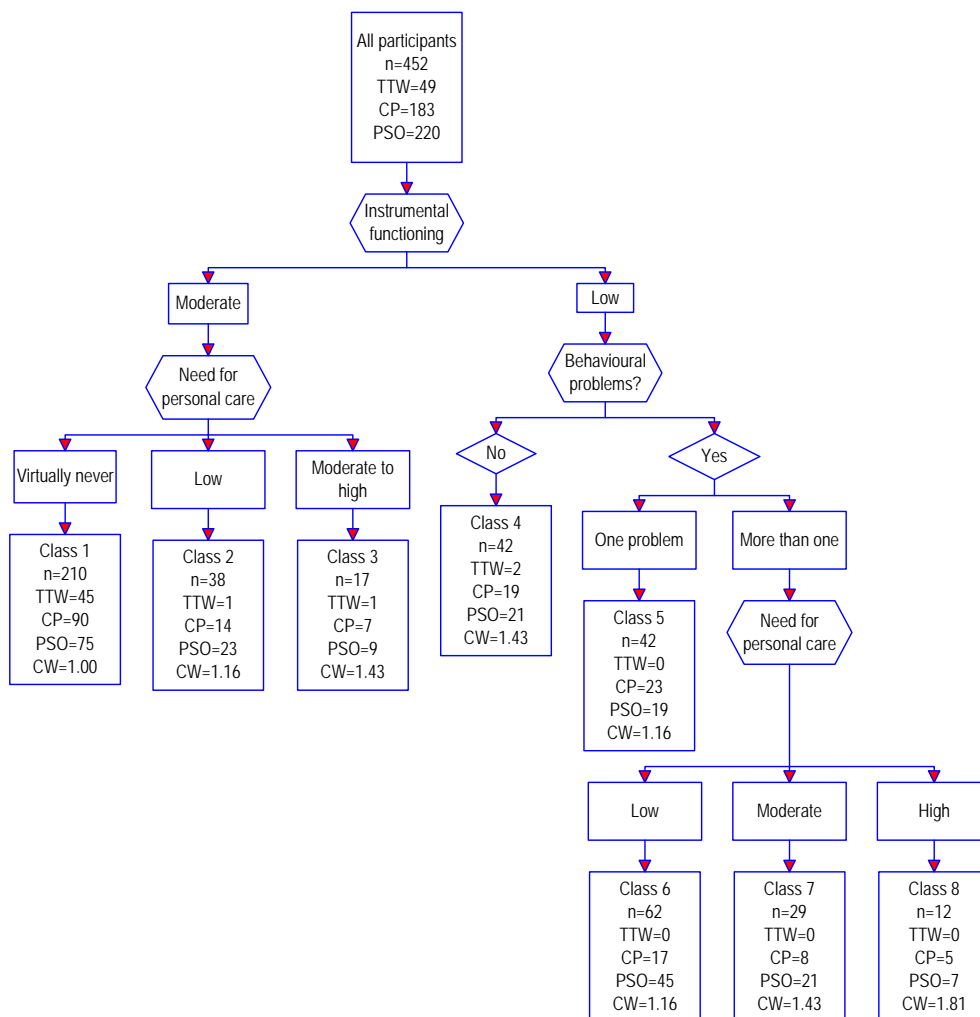 All participants
n=452
TTW=49
CP=183
PSO=220
Instrumental
functioning
Moderate
Low
Need for
personal care
Behavioural
problems?
Virtually never
Low
Moderate to
high
No
Yes
Class 1
n=210
TTW=45
CP=90
PSO=75
CW=1.00
Class 2
n=38
TTW=1
CP=14
PSO=23
CW=1.16
Class 3
n=17
TTW=1
CP=7
PSO=9
CW=1.43
Class 4
n=42
TTW=2
CP=19
PSO=21
CW=1.43
One problem
More than one
Class 5
n=42
TTW=0
CP=23
PSO=19
CW=1.16
Need for
personal care
Low
Moderate
High
Class 6
n=62
TTW=0
CP=17
PSO=45
CW=1.16
Class 7
n=29
TTW=0
CP=8
PSO=21
CW=1.43
Class 8
n=12
TTW=0
CP=5
PSO=7
CW=1.81